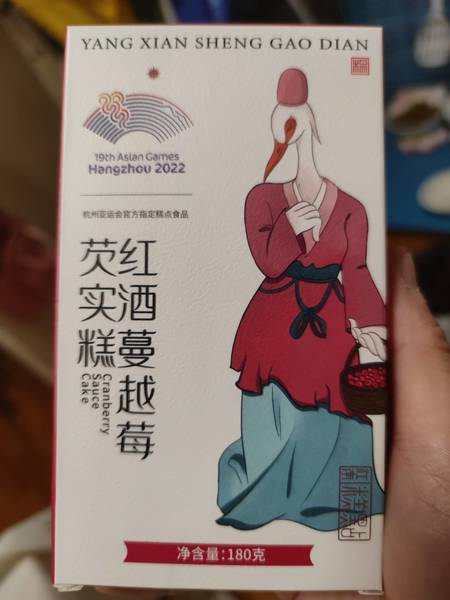 YANG XIAN SHENG GAO DIAN
19th Asian Games
Hangzhou 2022
杭州亚运会官方指定糕点食品
红酒蔓越莓
芡实糕
Cranberry
Sauce
Cake
净含量:180克